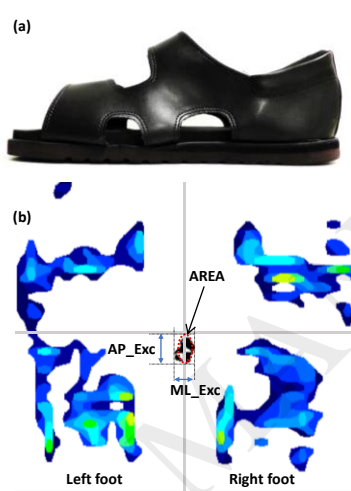 (a)
(b)
AREA
AP_Exc
ML_Exc
Left foot
Right foot